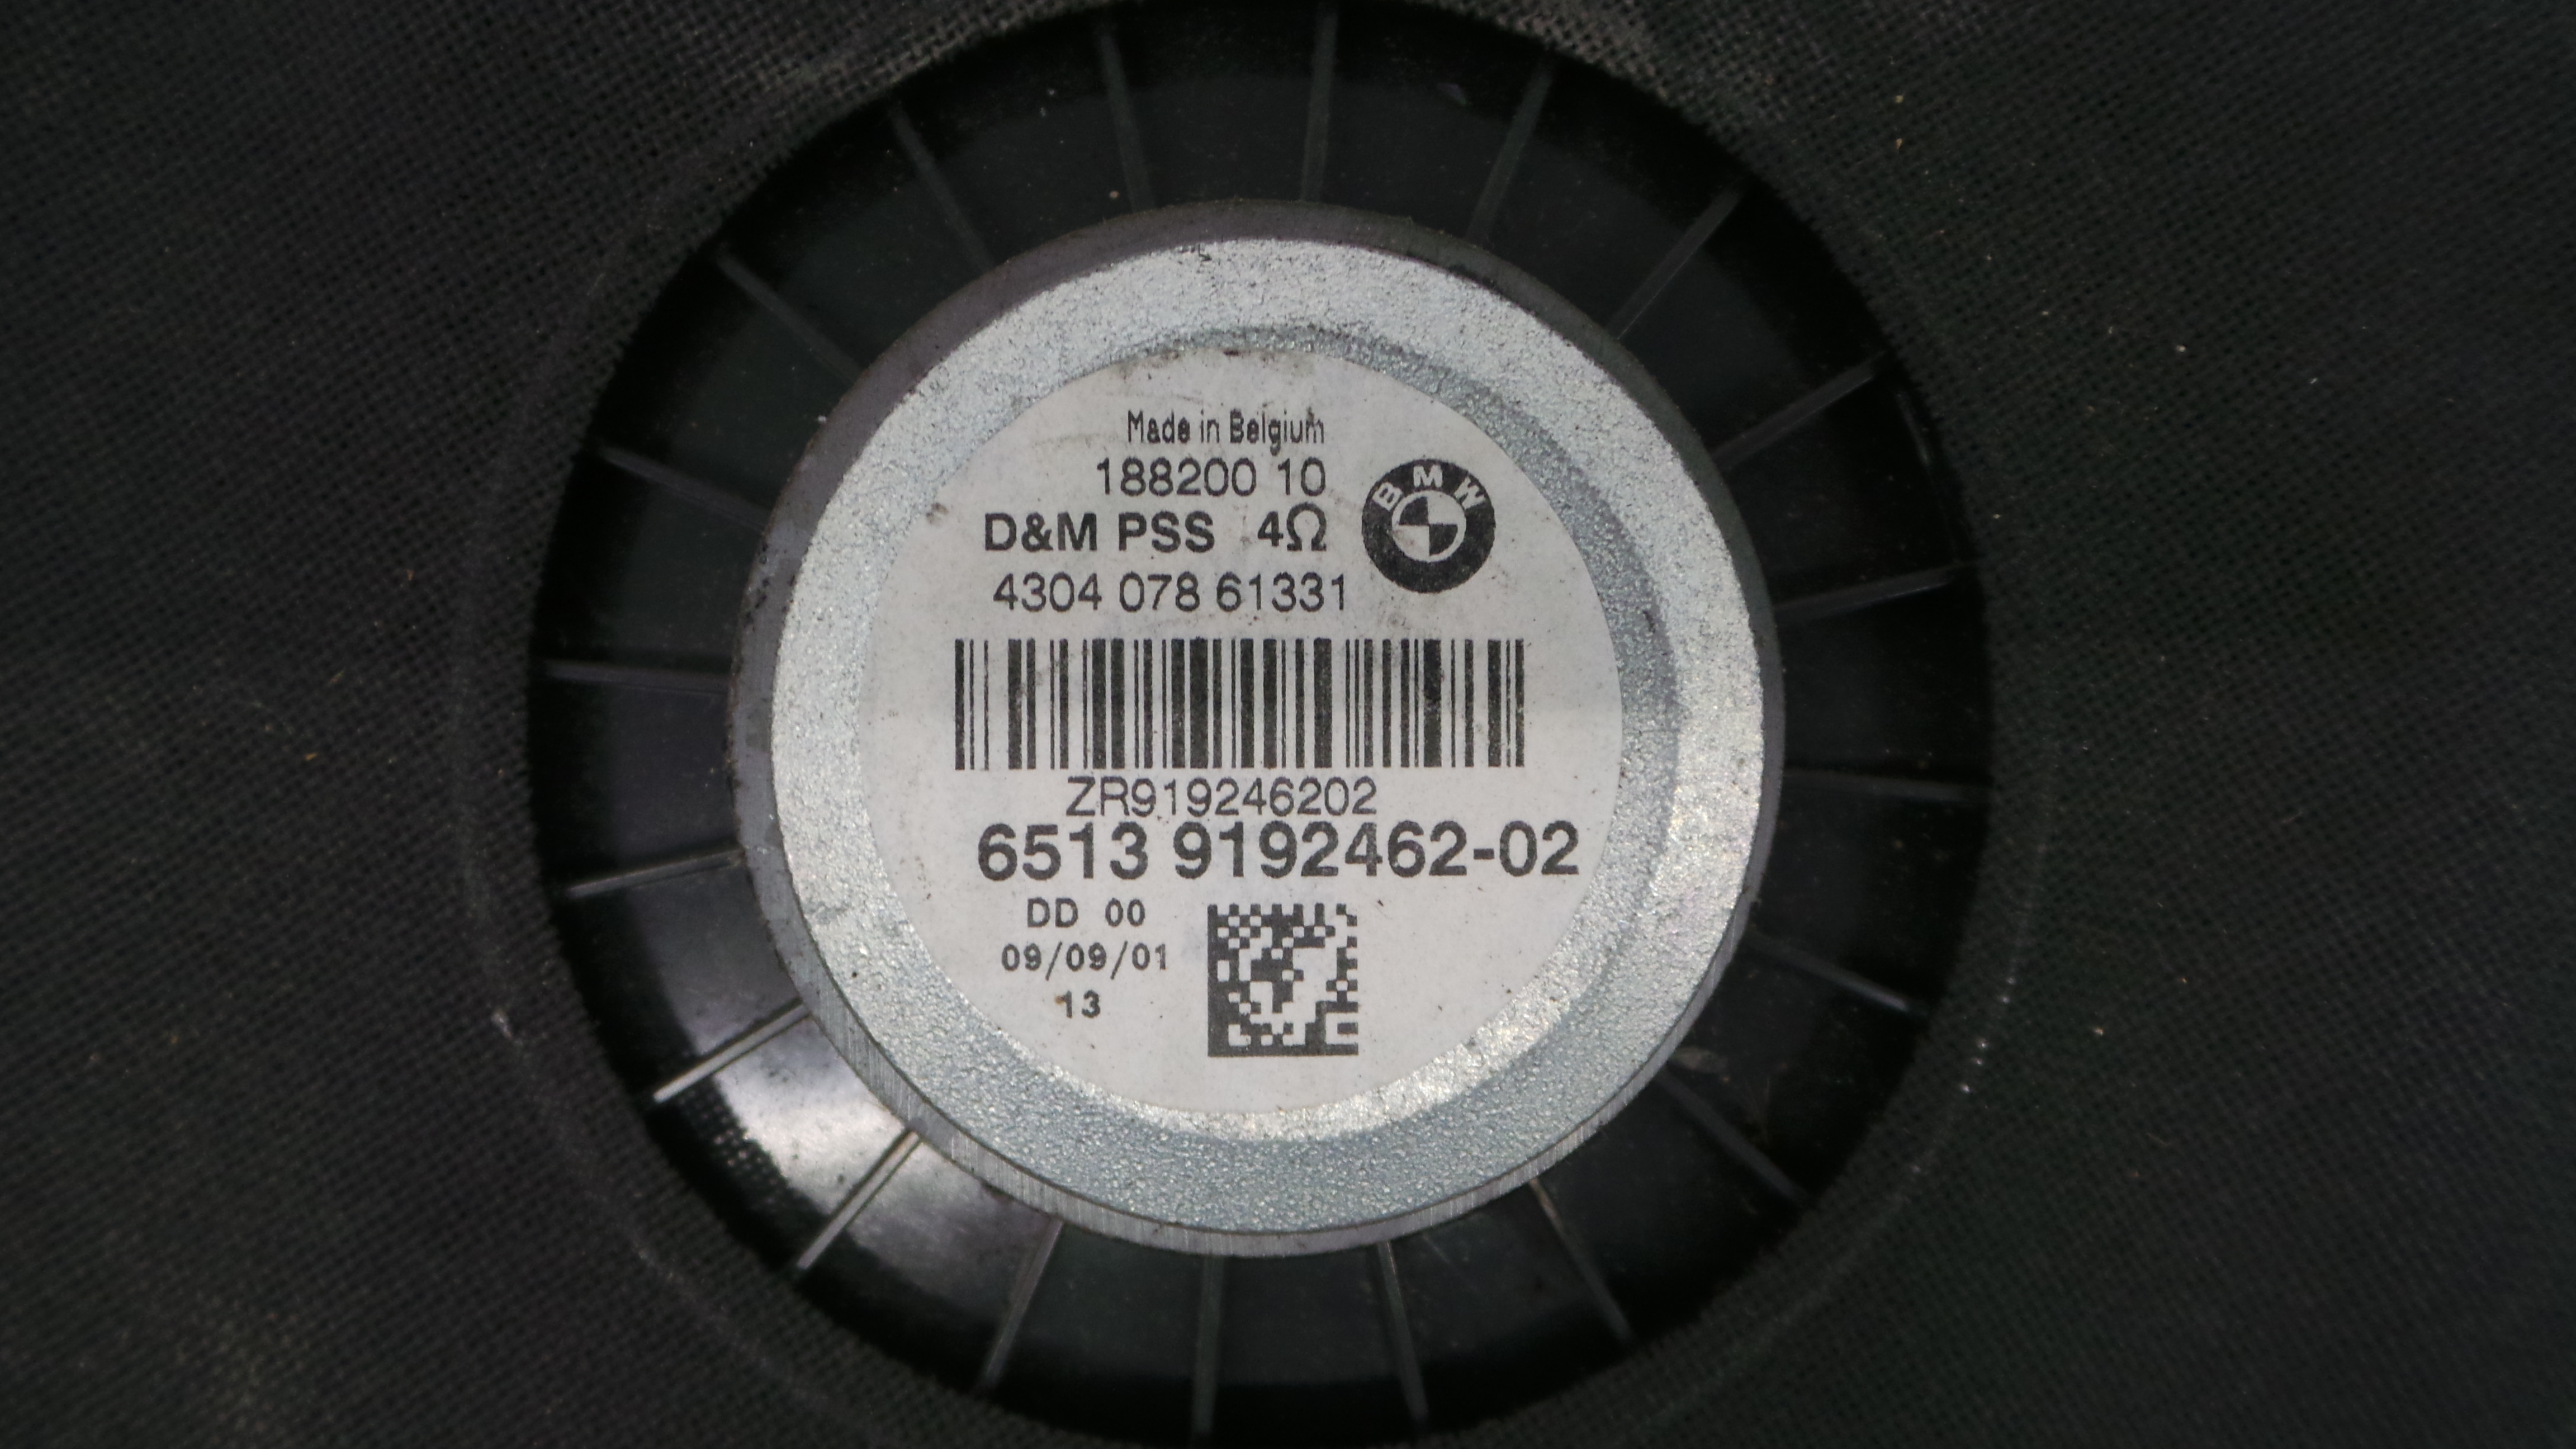 Made in Belgium
188200 10
D&M PSS 4Ω
BMW
4304 078 61331
ZR919246202
6513 9192462-02
DD 00
09/09/01
13